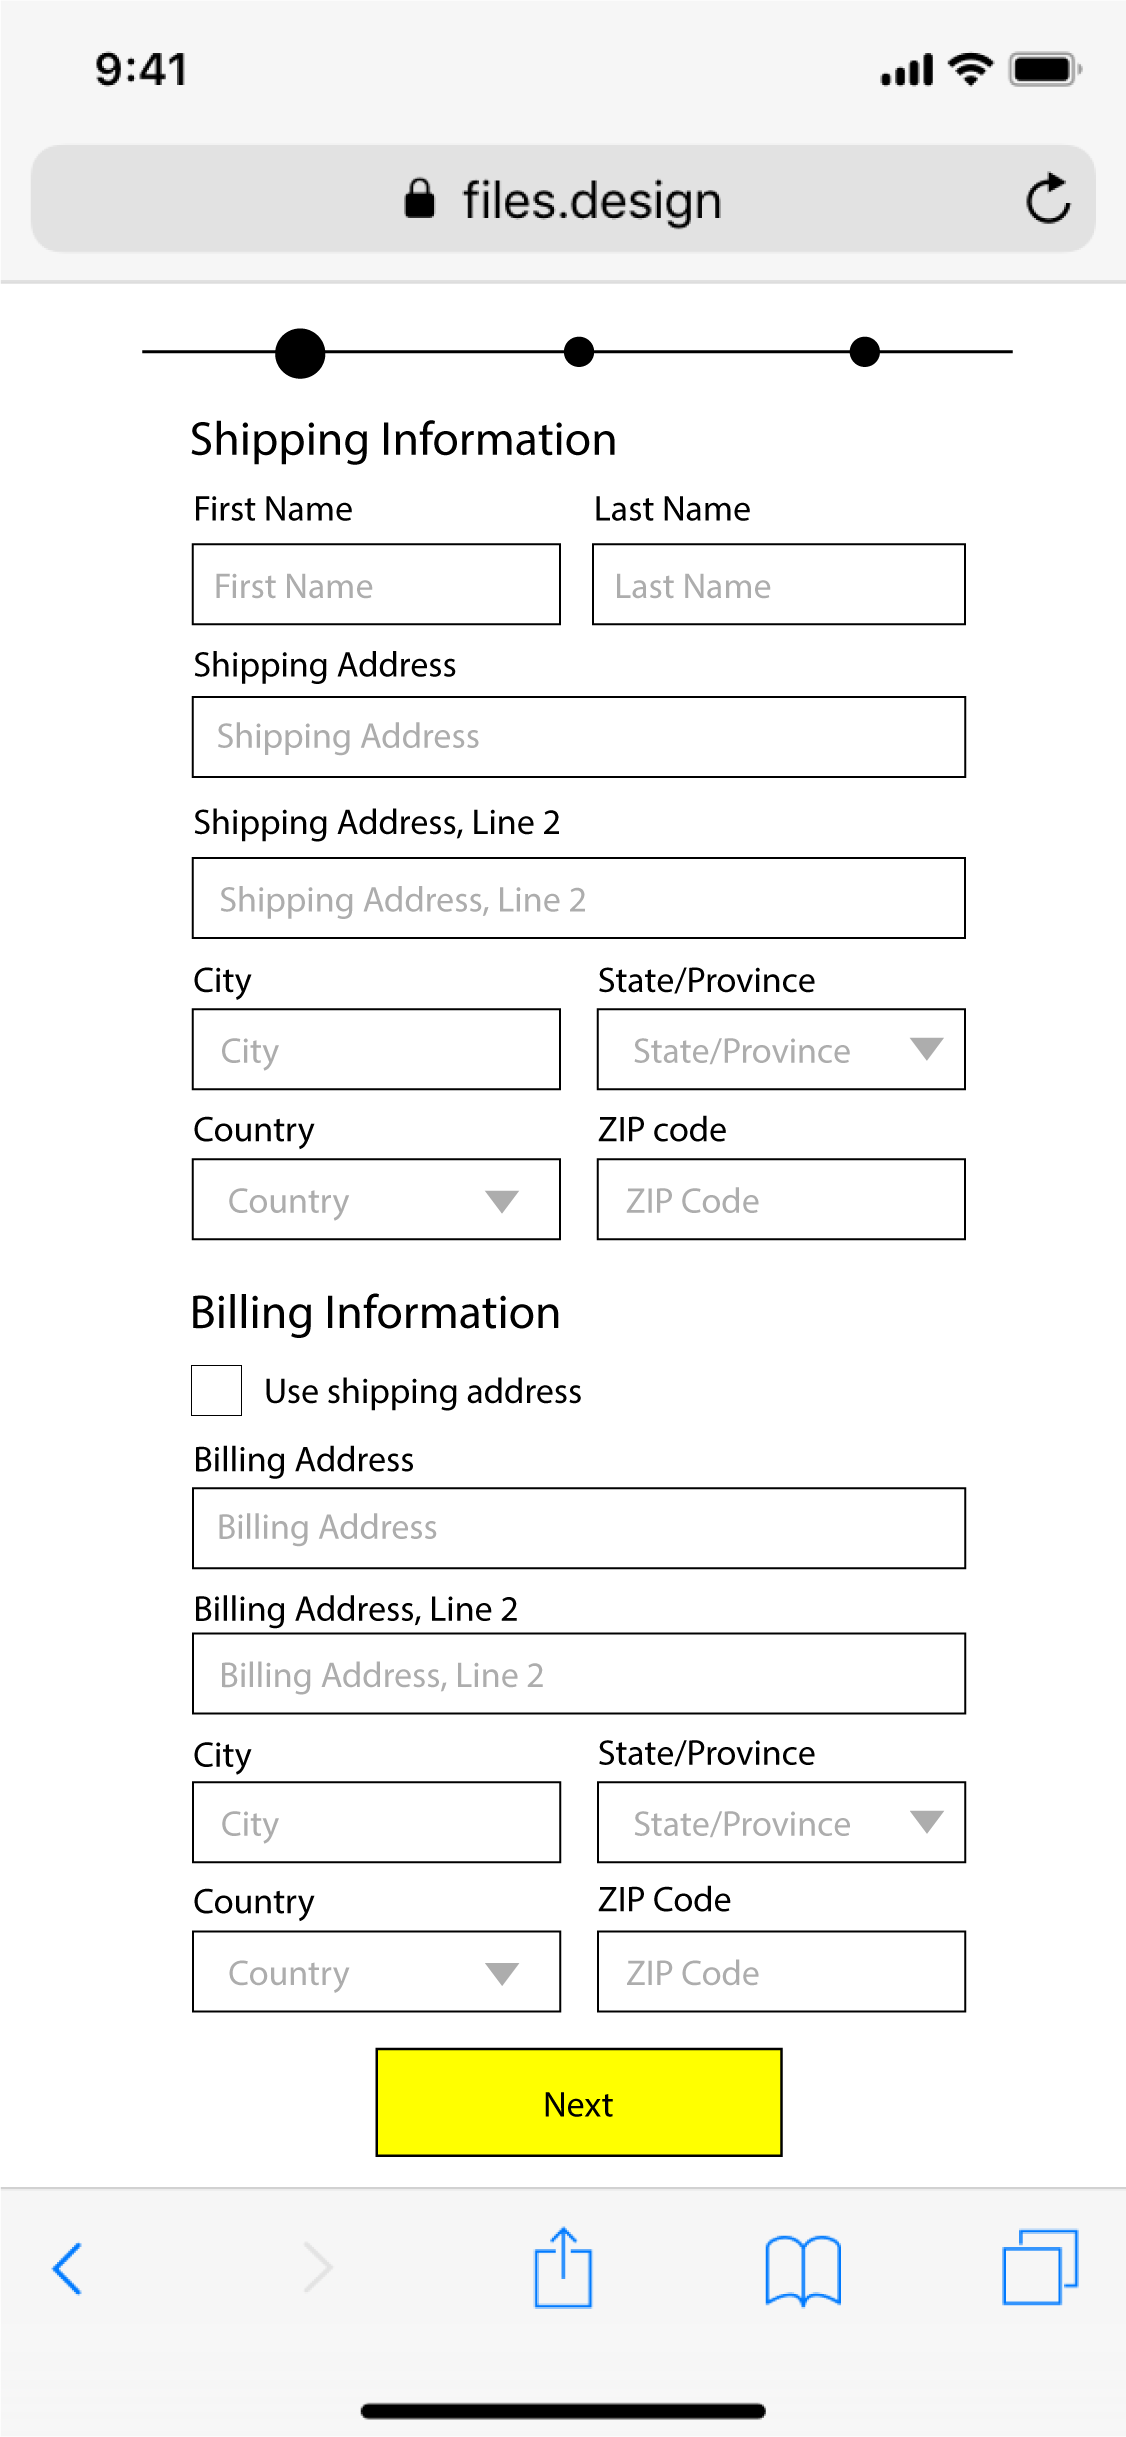 9:41
files.design
Shipping Information
First Name Last Name
First Name Last Name
Shipping Address
Shipping Address
Shipping Address, Line 2
Shipping Address, Line 2
City State/Province
City State/Province
Country ZIP code
Country ZIP Code
Billing Information
Use shipping address
Billing Address
Billing Address
Billing Address, Line 2
Billing Address, Line 2
City State/Province
City State/Province
Country ZIP Code
Country ZIP Code
Next